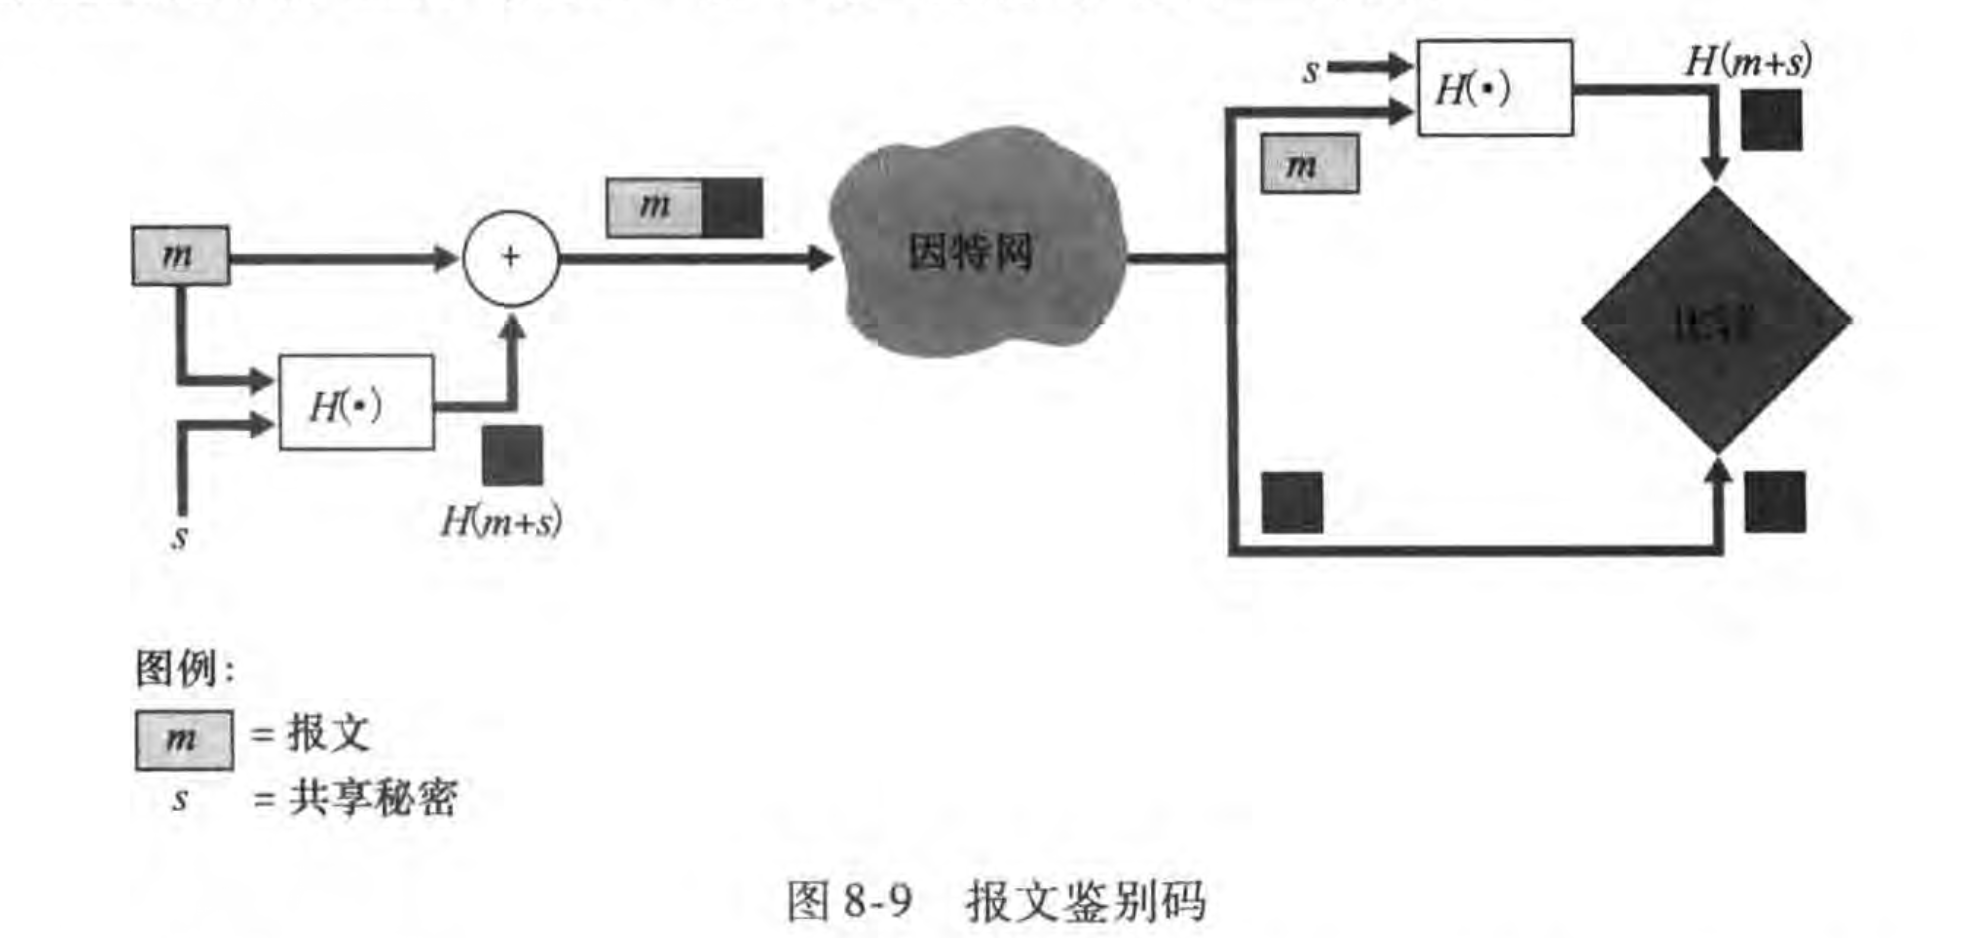 m
H(•)
s
H(m+s)
+
m
因特网
s
H(•)
H(m+s)
m
图例:
m = 报文
s = 共享秘密
图 8-9 报文鉴别码